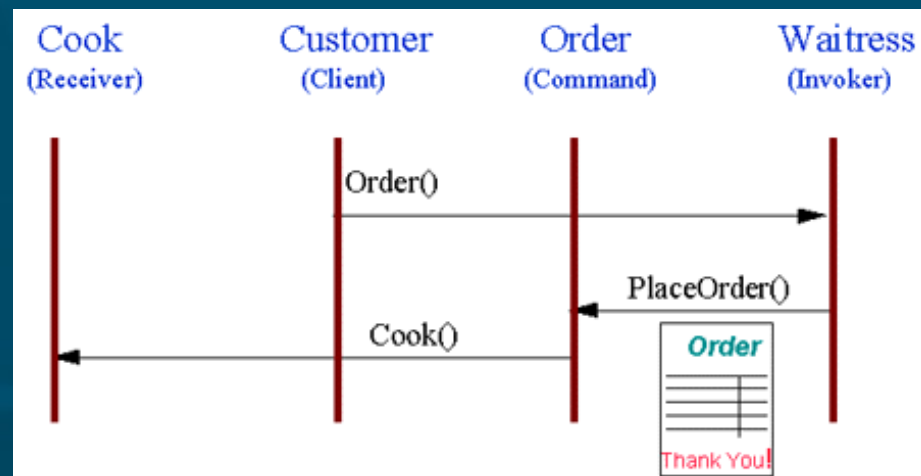 Cook Customer Order Waitress
(Receiver) (Client) (Command) (Invoker)
Order()
PlaceOrder()
Cook()
Order
Thank You!